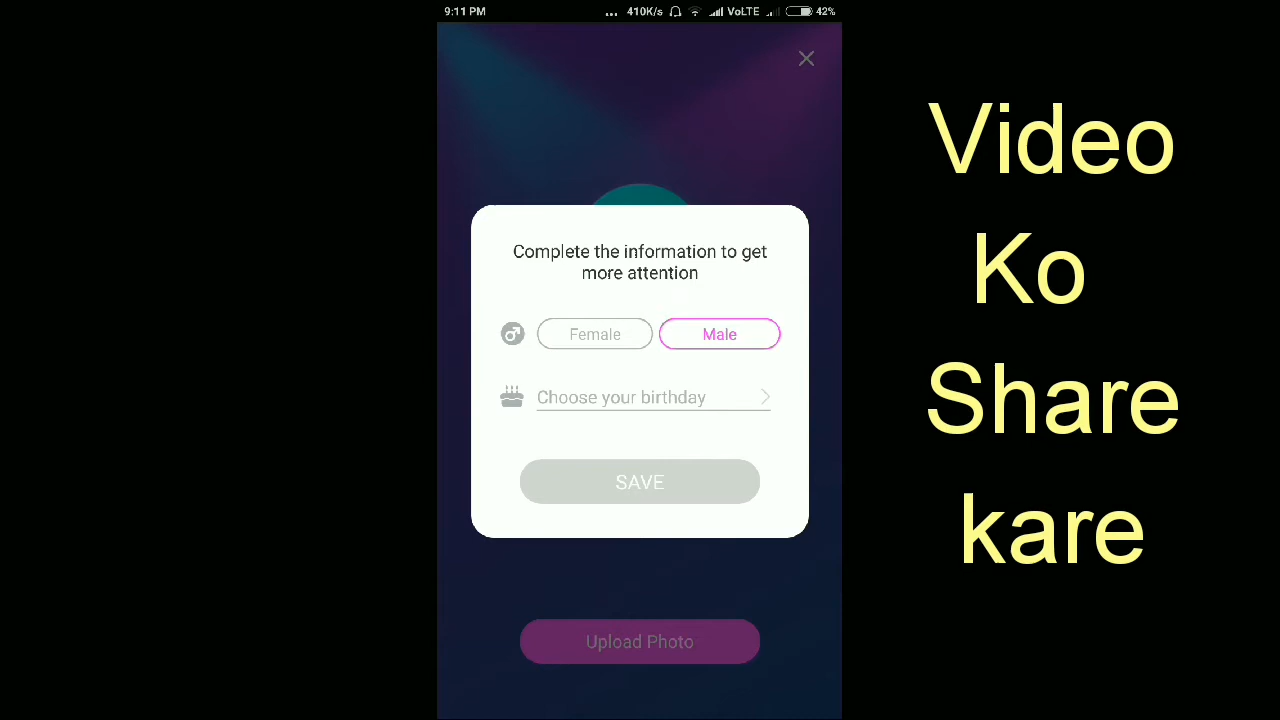 9:11 PM ... 410K/s VoLTE 42%
Complete the information to get
more attention
Female Male
Choose your birthday
SAVE
Upload Photo
Video
Ko
Share
kare